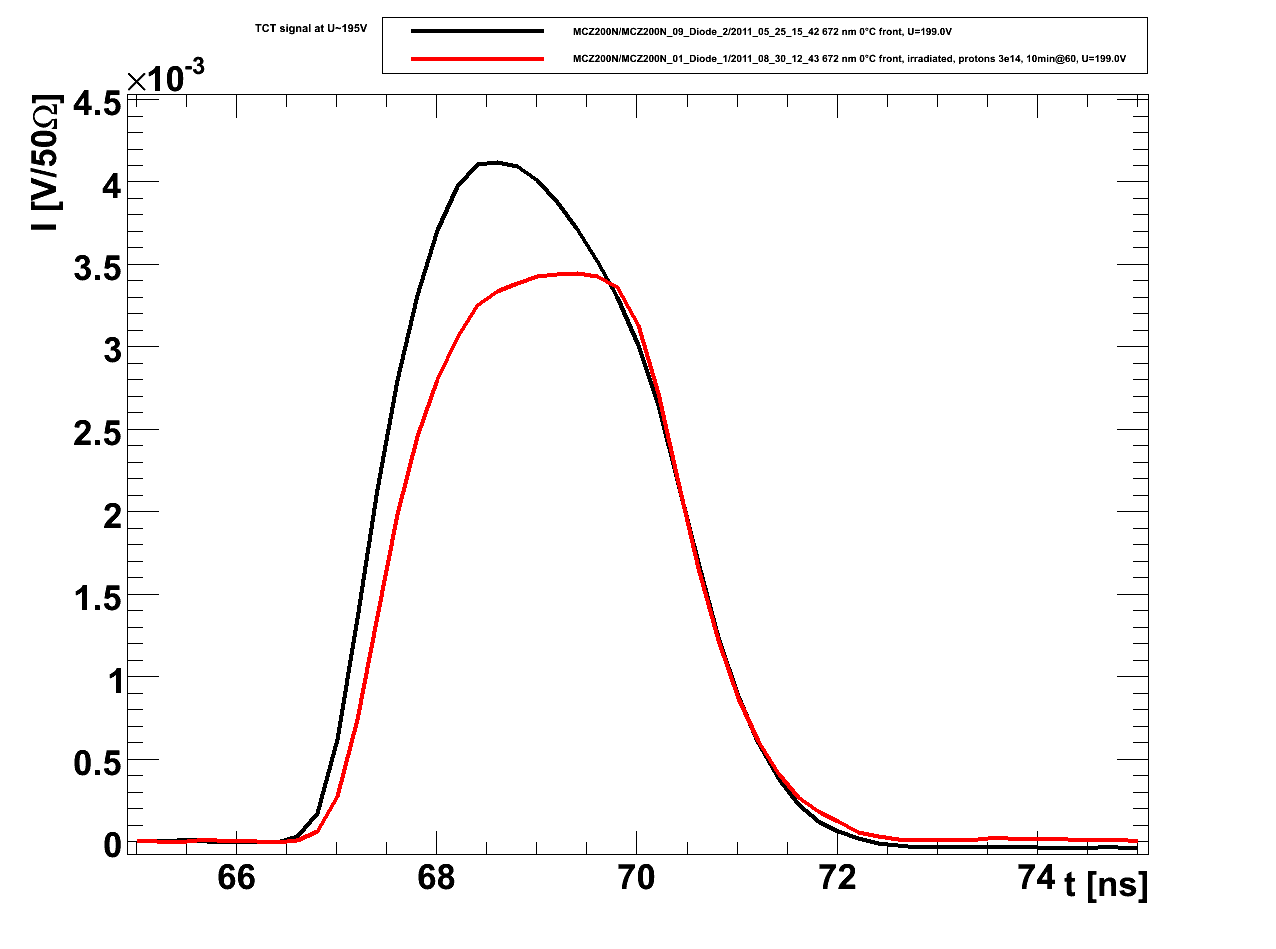 TCT signal at U~195V
MCZ200N/MCZ200N_09_Diode_2/2011_05_25_15_42 672 nm 0°C front, U=199.0V
MCZ200N/MCZ200N_01_Diode_1/2011_08_30_12_43 672 nm 0°C front, irradiated, protons 3e14, 10min@60, U=199.0V
×10-3
I [V/50Ω]
4.5
4
3.5
3
2.5
2
1.5
1
0.5
0
66 68 70 72 74 t [ns]